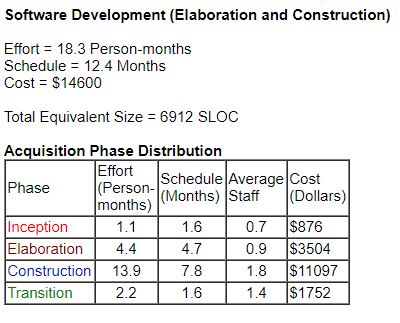 Software Development (Elaboration and Construction)
Effort = 18.3 Person-months
Schedule = 12.4 Months
Cost = $14600
Total Equivalent Size = 6912 SLOC
Acquisition Phase Distribution
Phase Effort (Person-months) Schedule (Months) Average Staff Cost (Dollars)
Inception 1.1 1.6 0.7 $876
Elaboration 4.4 4.7 0.9 $3504
Construction 13.9 7.8 1.8 $11097
Transition 2.2 1.6 1.4 $1752